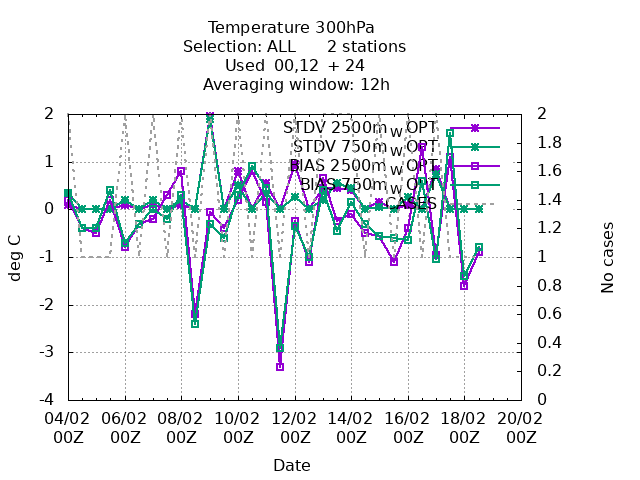 Temperature 300hPa
Selection: ALL 2 stations
Used 00,12 + 24
Averaging window: 12h
STDV 2500m_w OPT
STDV 750m_w OPT
BIAS 2500m_w OPT
BIAS 750m_w OPT
CASES
2
1
0
-1
-2
-3
-4
deg C
2
1.8
1.6
1.4
1.2
1
0.8
0.6
0.4
0.2
0
No cases
04/02 06/02 08/02 10/02 12/02 14/02 16/02 18/02 20/02
00Z 00Z 00Z 00Z 00Z 00Z 00Z 00Z 00Z
Date